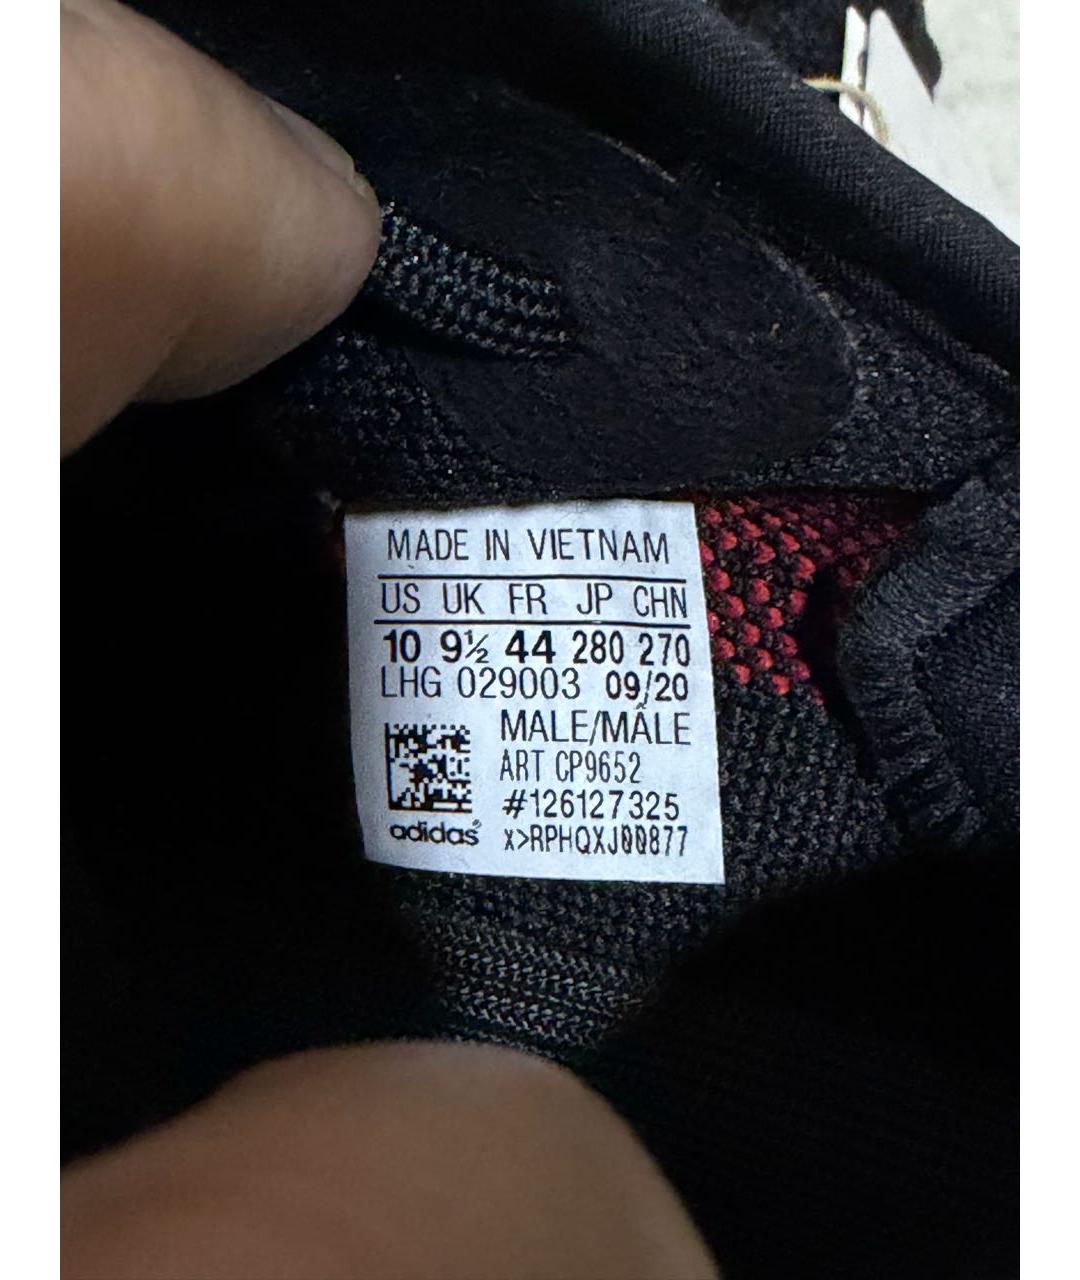 MADE IN VIETNAM
US UK FR JP CHN
10 9½ 44 280 270
LHG 029003 09/20
MALE/MÂLE
ART CP9652
#126127325
adidas®
x>RPHQXJ00877